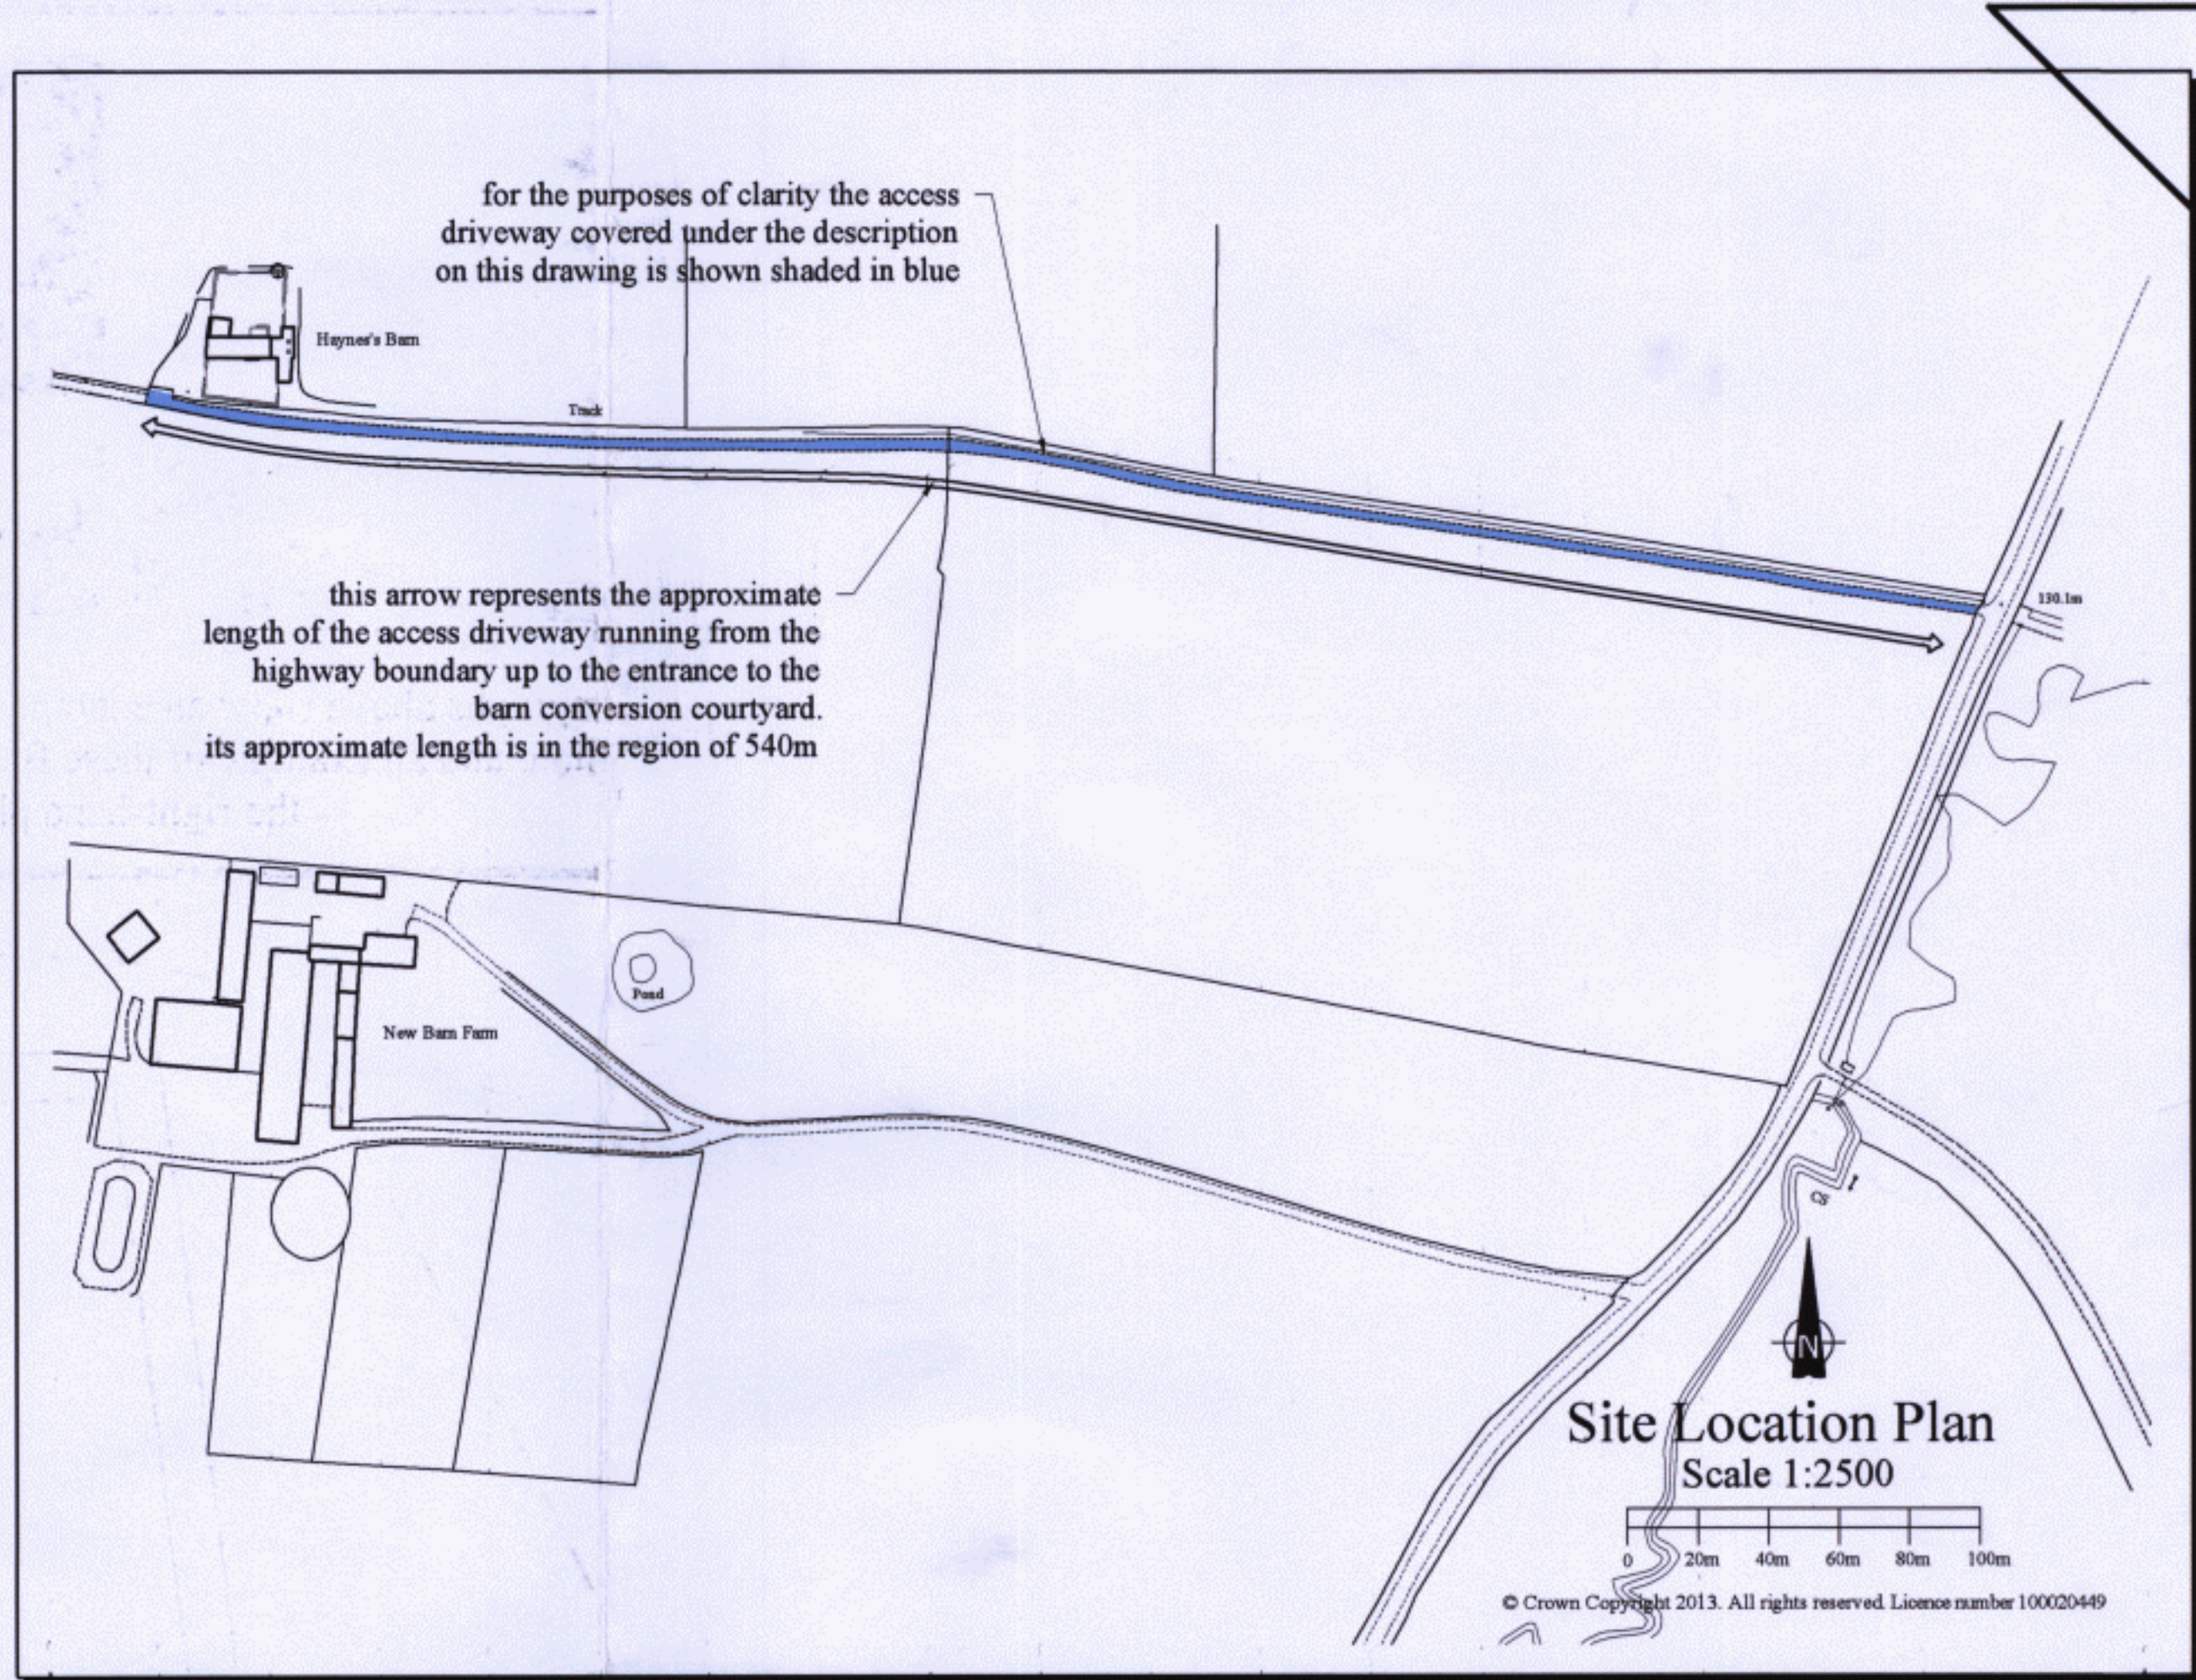 for the purposes of clarity the access
driveway covered under the description
on this drawing is shown shaded in blue
Haynes's Barn
Track
130.1m
this arrow represents the approximate
length of the access driveway running from the
highway boundary up to the entrance to the
barn conversion courtyard.
its approximate length is in the region of 540m
Pond
New Barn Farm
CS
N
Site Location Plan
Scale 1:2500
0 20m 40m 60m 80m 100m
© Crown Copyright 2013. All rights reserved. Licence number 100020449